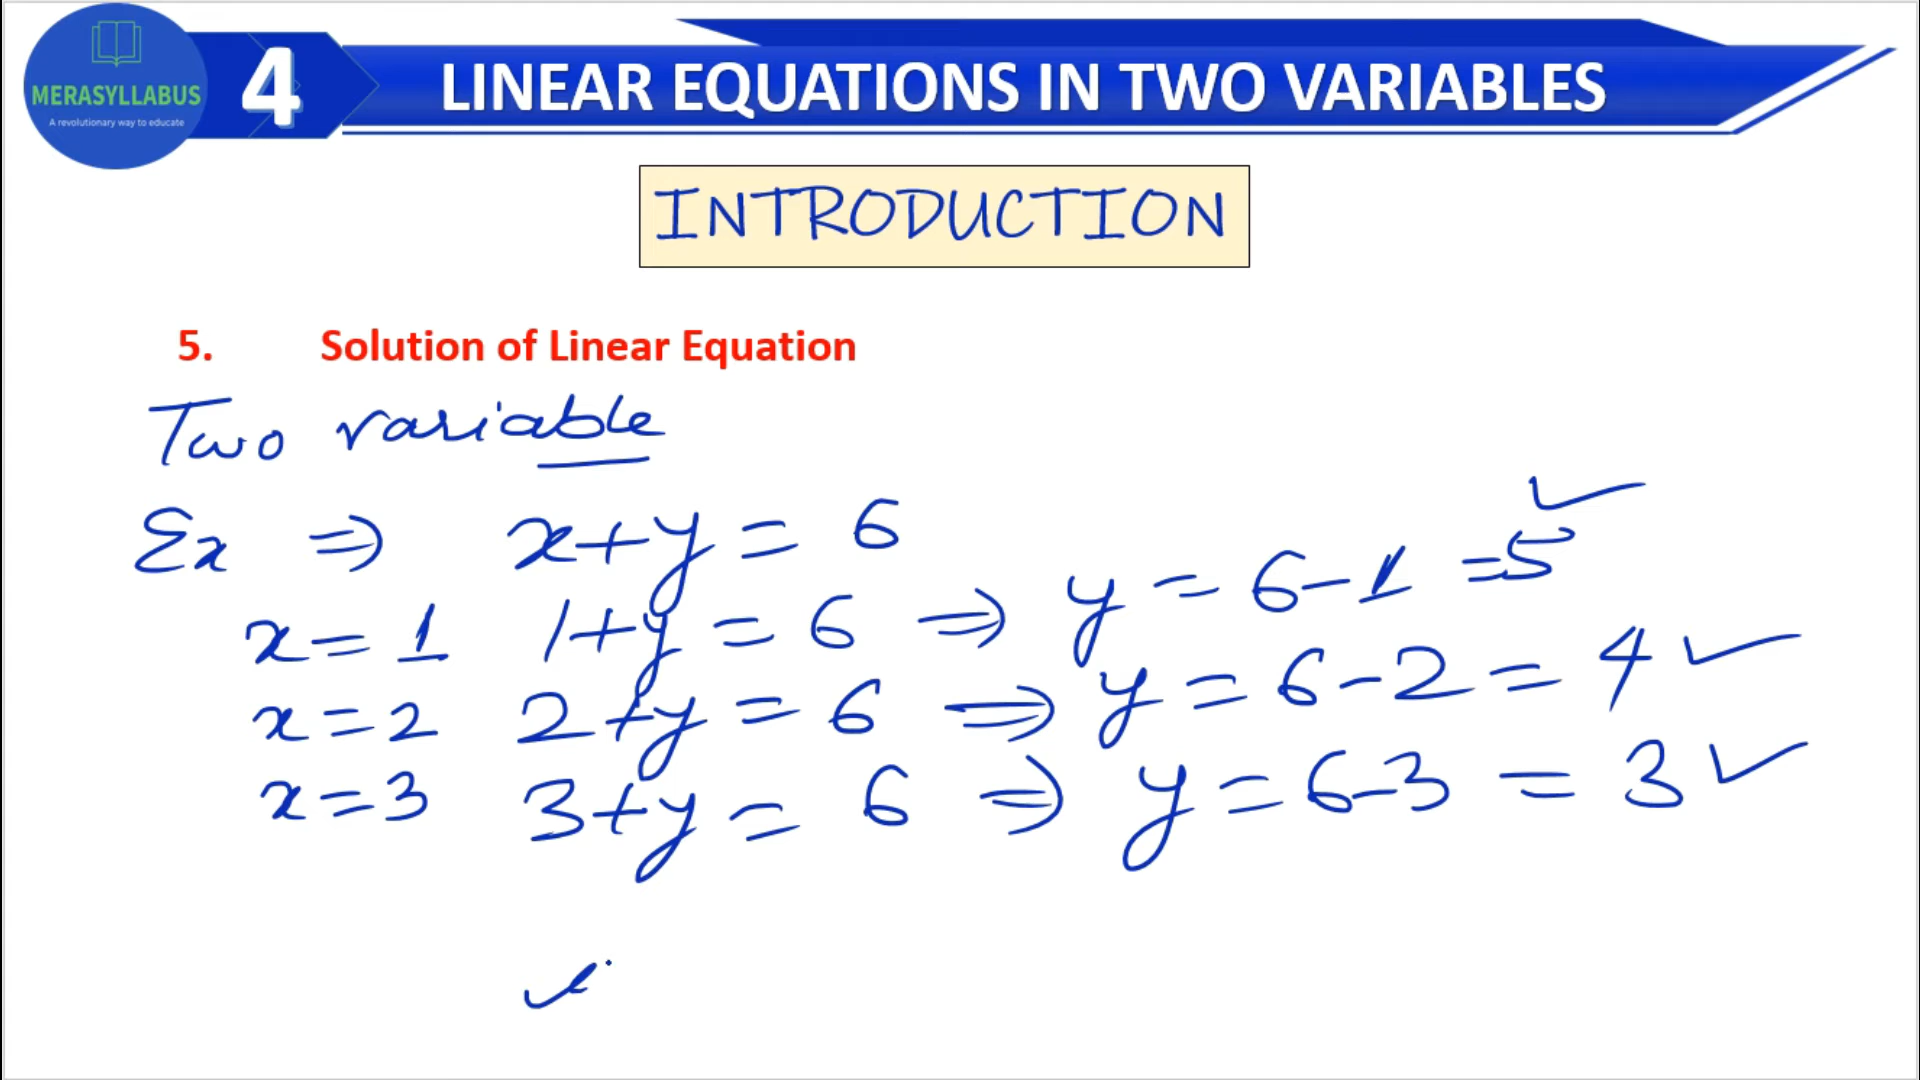 MERASYLLABUS
A revolutionary way to educate
4 LINEAR EQUATIONS IN TWO VARIABLES
INTRODUCTION
5. Solution of Linear Equation
Two variable
Ex ⇒ x+y = 6
x = 1 1+y = 6 ⇒ y = 6-1 =5 ✓
x = 2 2+y = 6 ⇒ y = 6-2 = 4 ✓
x = 3 3+y = 6 ⇒ y = 6-3 = 3 ✓